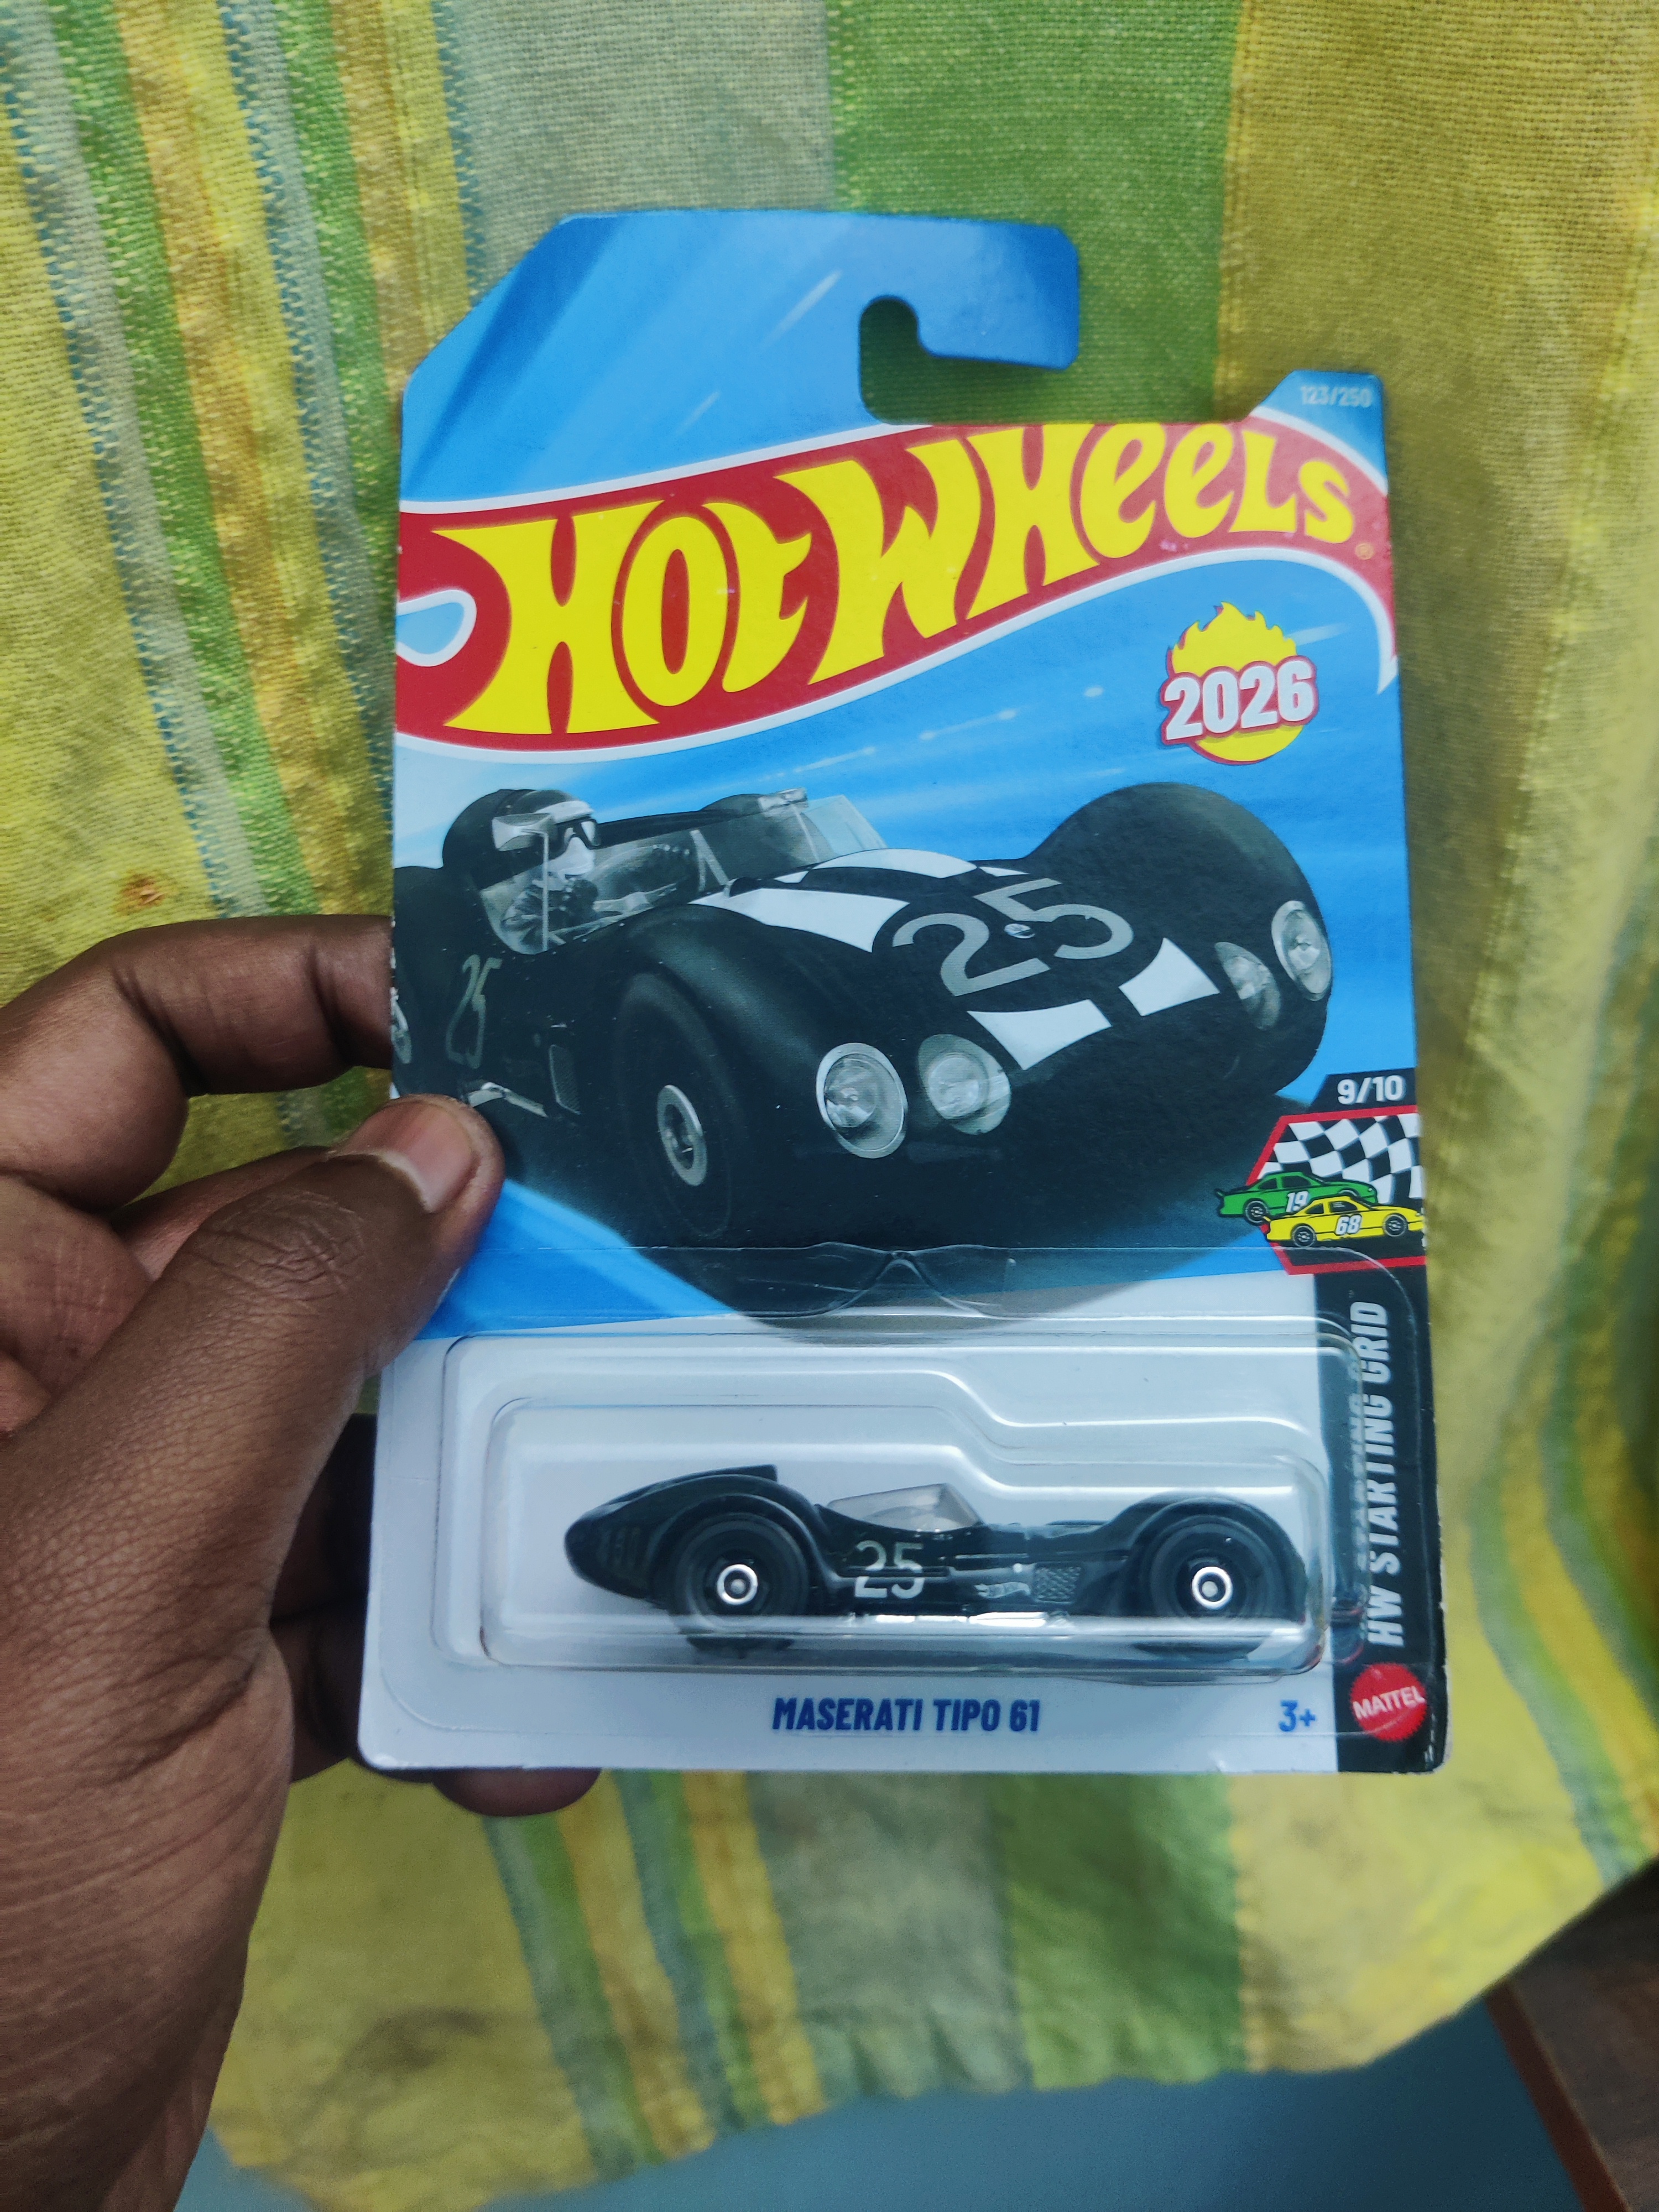 123/250
HOT WHEELS®
2026
25
25
9/10
19
68
HW STARTING GRID
25
MASERATI TIPO 61
3+
MATTEL